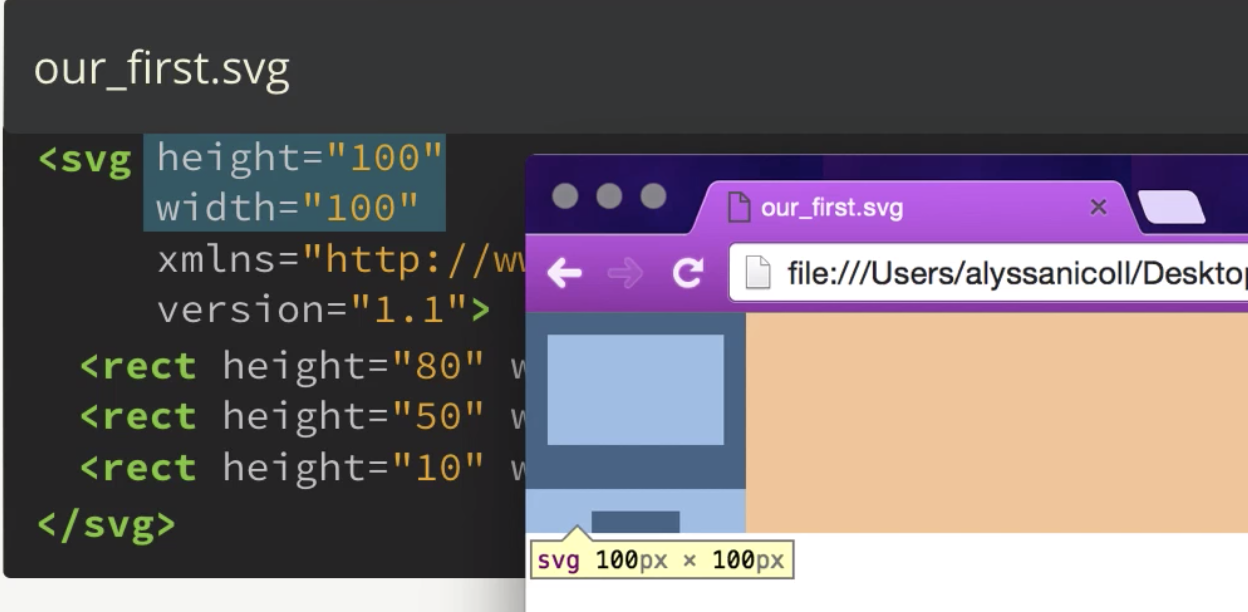 our_first.svg
<svg height="100"
width="100"
xmlns="http://
version="1.1">
<rect height="80"
<rect height="50"
<rect height="10"
</svg>
our_first.svg
file:///Users/alyssanicoll/Desktop
svg 100px × 100px